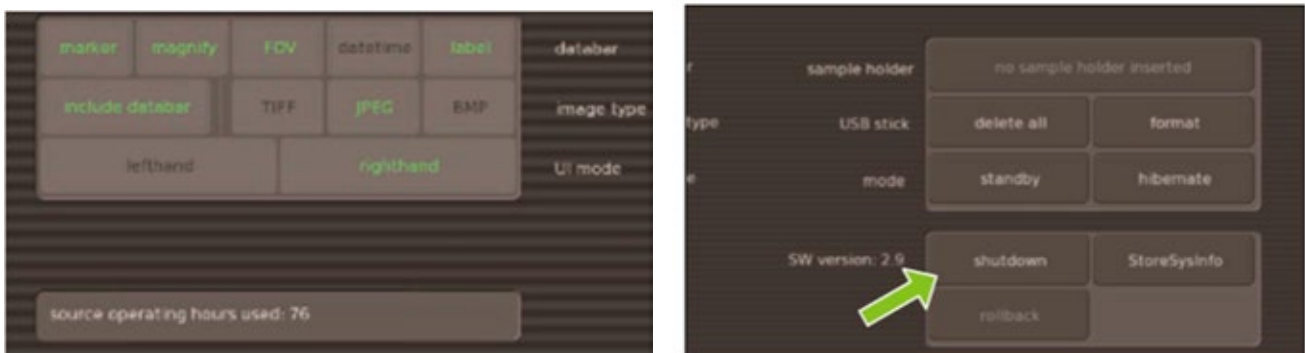 marker magnify FOV datetime label databar
include databar TIFF JPEG BMP image type
lefthand righthand UI mode
source operating hours used: 76
r sample holder no sample holder inserted
type USB stick delete all format
e mode standby hibernate
SW version: 2.9 shutdown StoreSysInfo
rollback